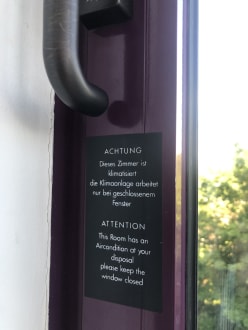 ACHTUNG
Dieses Zimmer ist
klimatisiert
die Klimaanlage arbeitet
nur bei geschlossenem
Fenster
ATTENTION
This Room has an
Aircondition at your
disposal
please keep the
window closed